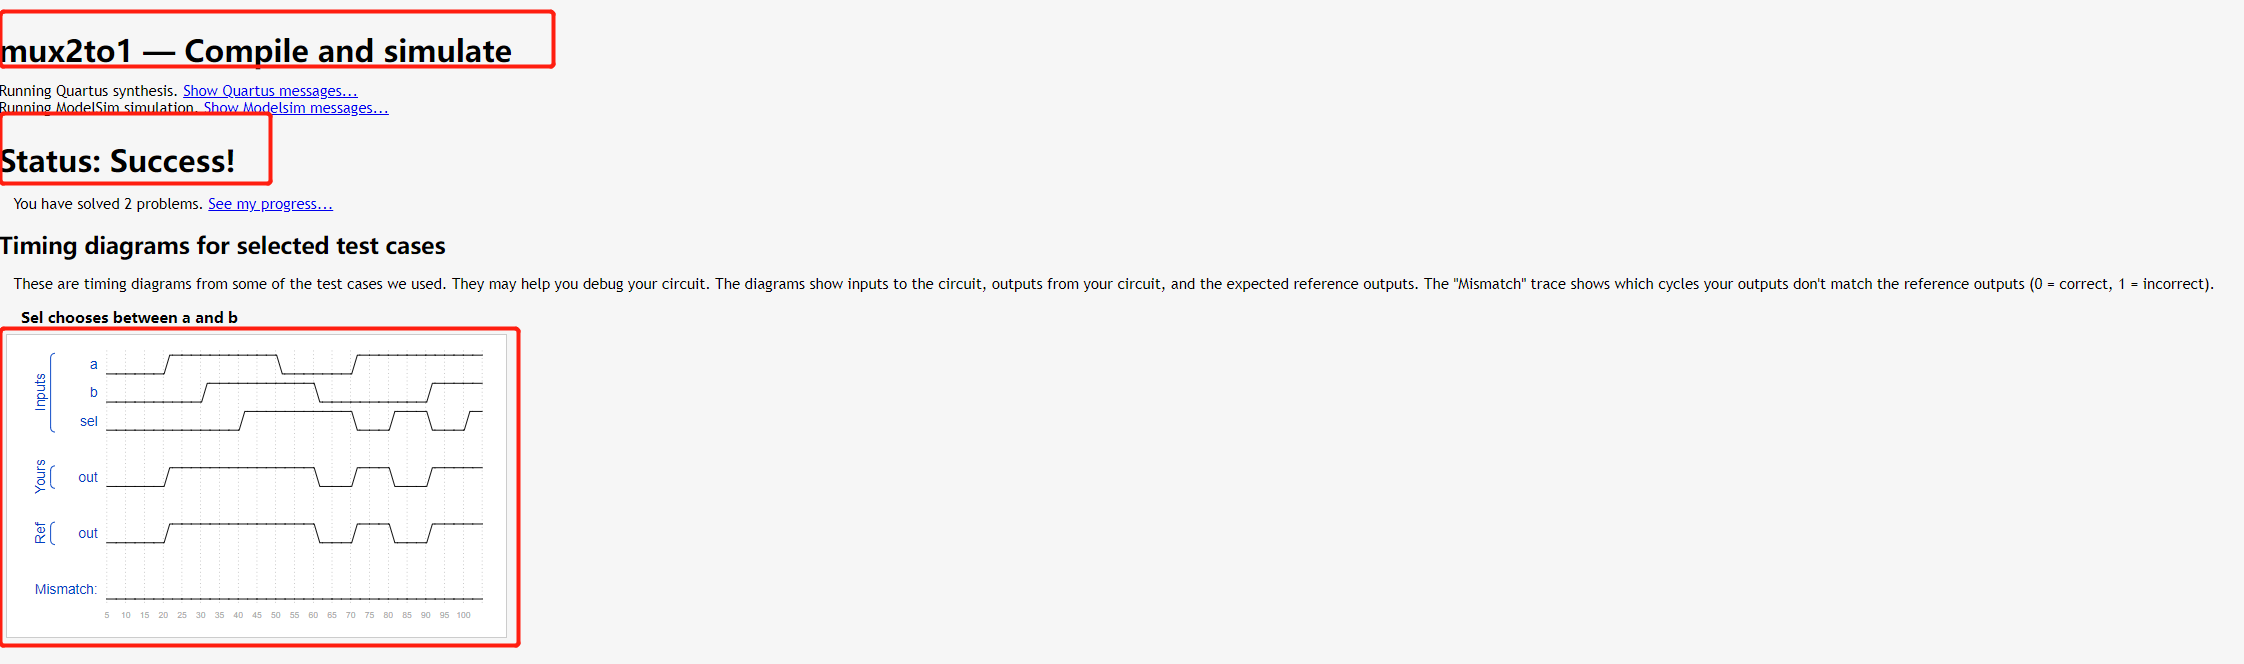 mux2to1 — Compile and simulate
Running Quartus synthesis. Show Quartus messages...
Running ModelSim simulation. Show Modelsim messages...
Status: Success!
You have solved 2 problems. See my progress...
Timing diagrams for selected test cases
These are timing diagrams from some of the test cases we used. They may help you debug your circuit. The diagrams show inputs to the circuit, outputs from your circuit, and the expected reference outputs. The "Mismatch" trace shows which cycles your outputs don't match the reference outputs (0 = correct, 1 = incorrect).
Sel chooses between a and b
Inputs
a
b
sel
Yours
out
Ref
out
Mismatch:
5 10 15 20 25 30 35 40 45 50 55 60 65 70 75 80 85 90 95 100